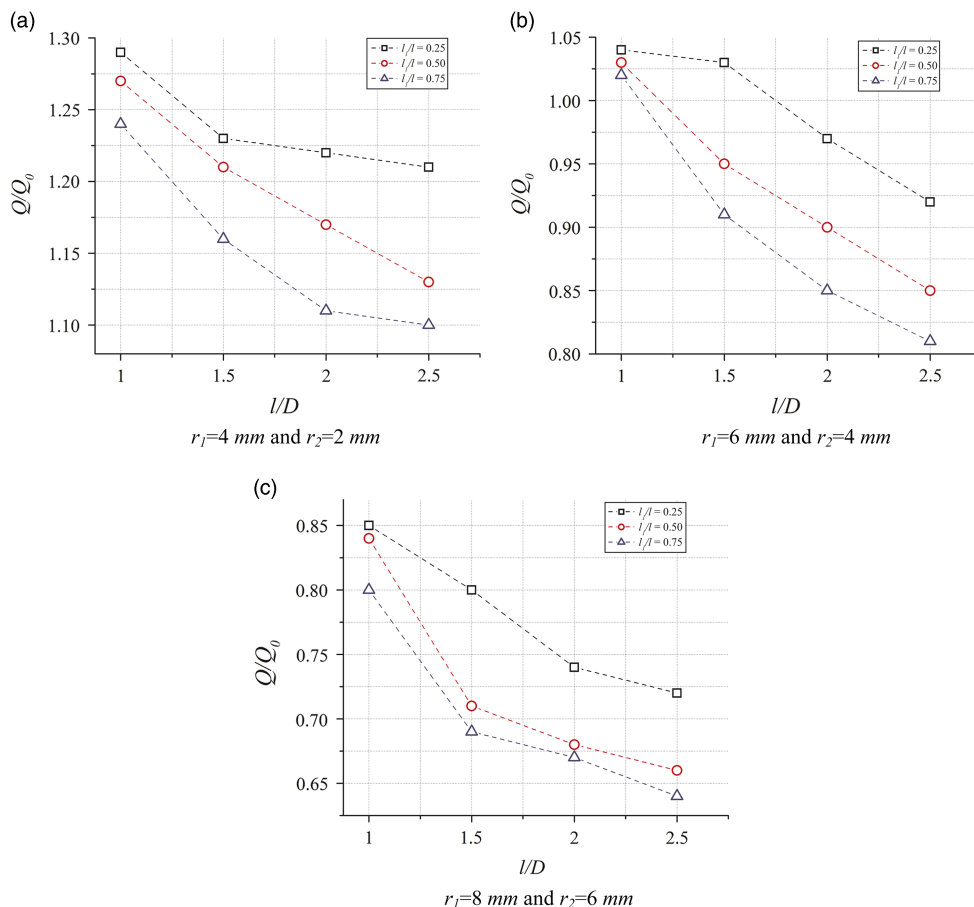 (a)
1.30
1.25
1.20
1.15
1.10
Q/Q0
l1/l = 0.25
l1/l = 0.50
l1/l = 0.75
1 1.5 2 2.5
l/D
r1=4 mm and r2=2 mm
(b)
1.05
1.00
0.95
0.90
0.85
0.80
Q/Q0
l1/l = 0.25
l1/l = 0.50
l1/l = 0.75
1 1.5 2 2.5
l/D
r1=6 mm and r2=4 mm
(c)
0.85
0.80
0.75
0.70
0.65
Q/Q0
l1/l = 0.25
l1/l = 0.50
l1/l = 0.75
1 1.5 2 2.5
l/D
r1=8 mm and r2=6 mm